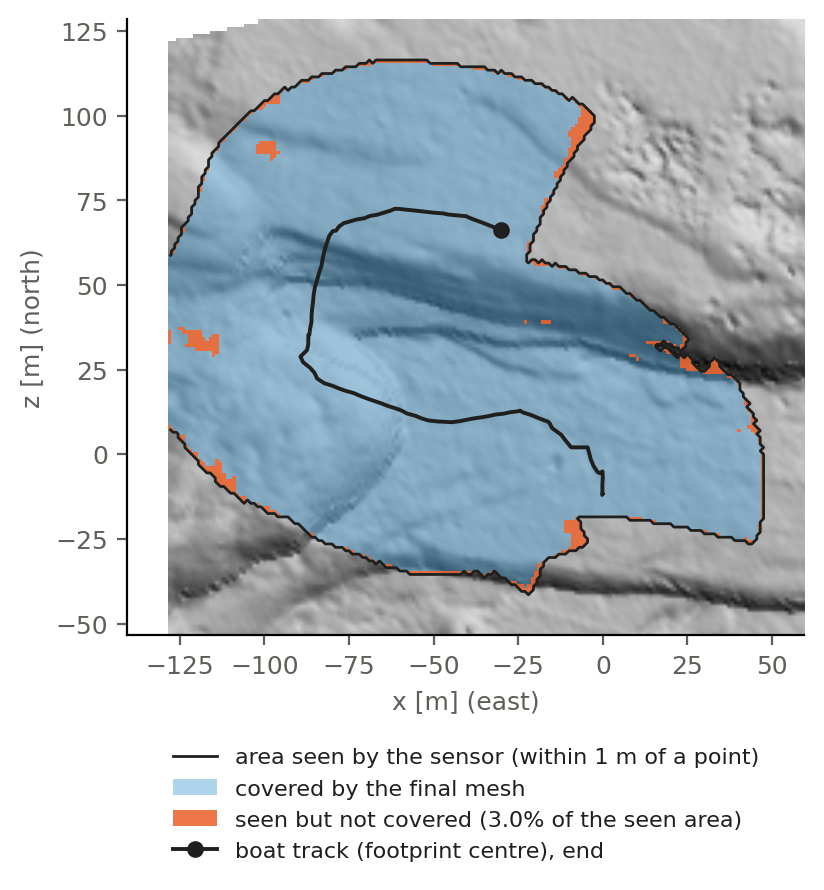 125
100
75
50
25
0
−25
−50
z [m] (north)
−125 −100 −75 −50 −25 0 25 50
x [m] (east)
area seen by the sensor (within 1 m of a point)
covered by the final mesh
seen but not covered (3.0% of the seen area)
boat track (footprint centre), end